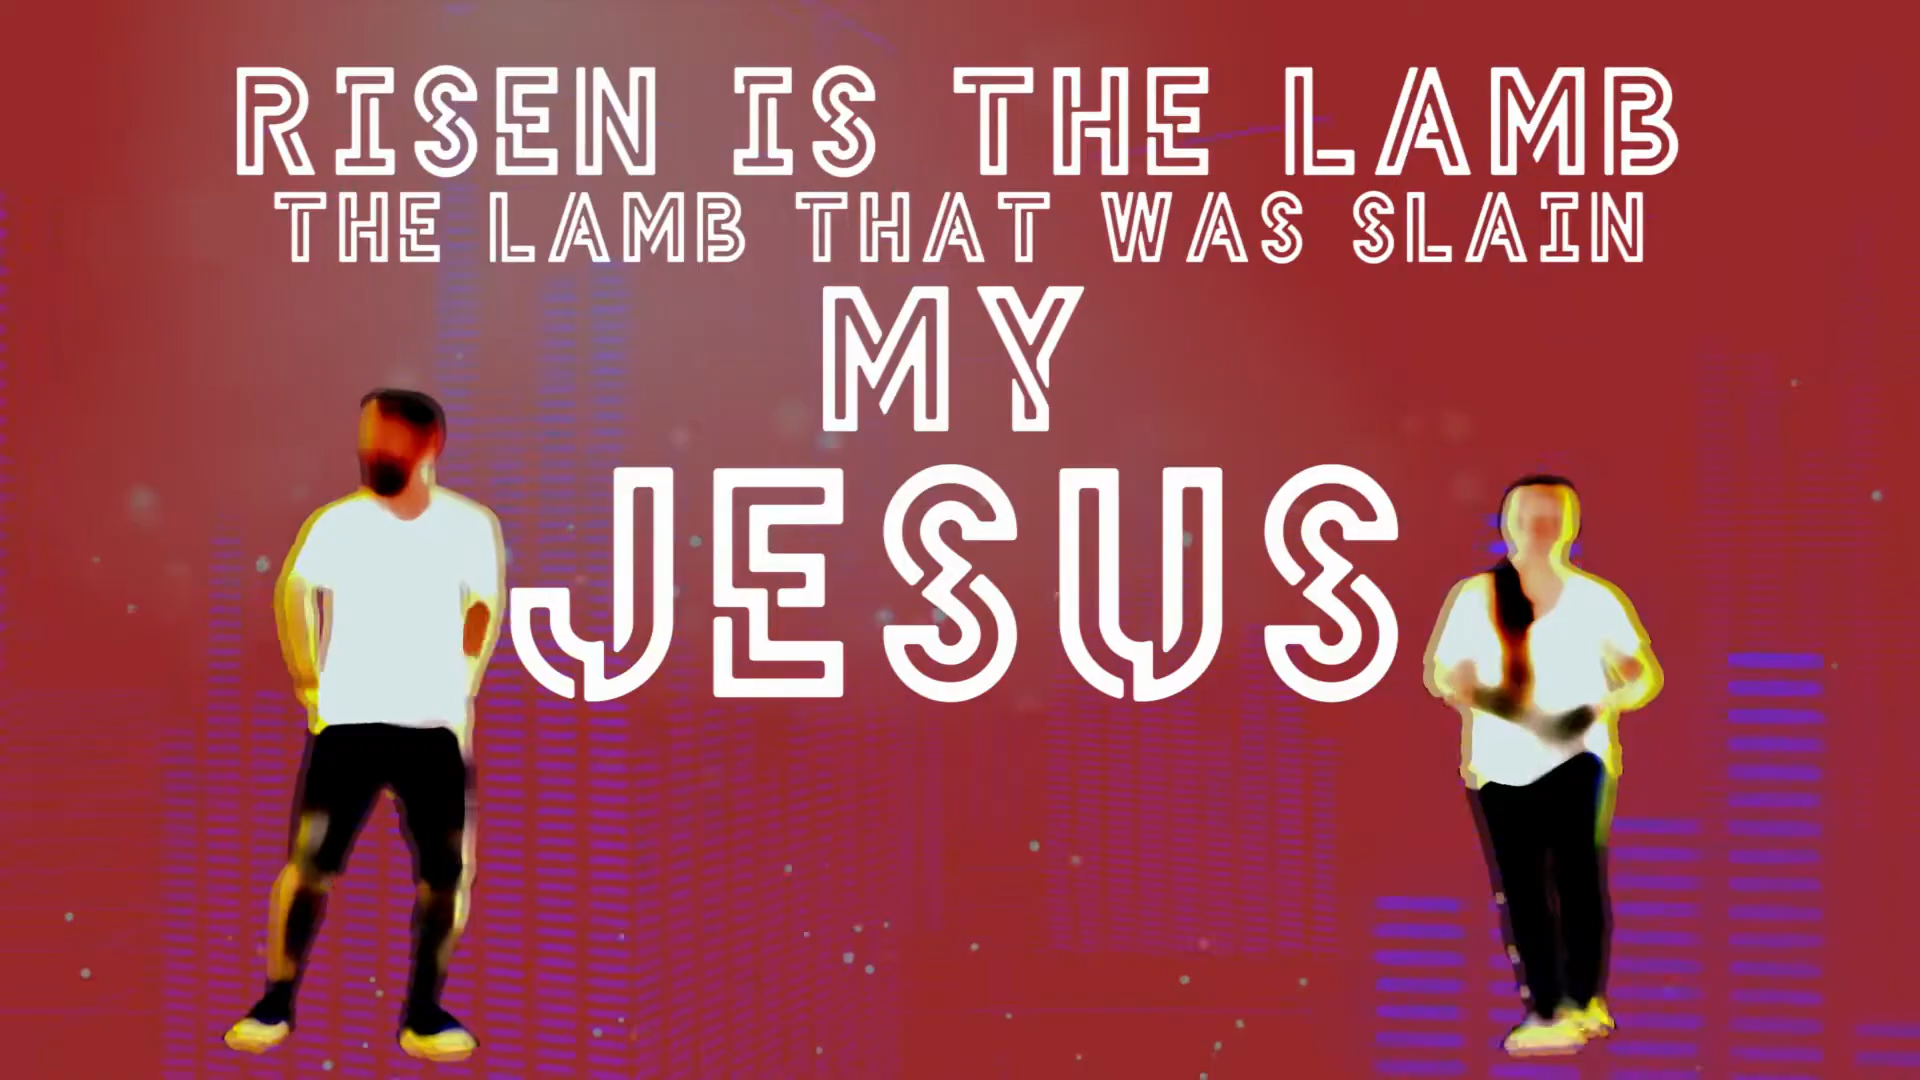 RISEN IS THE LAMB
THE LAMB THAT WAS SLAIN
MY
JESUS